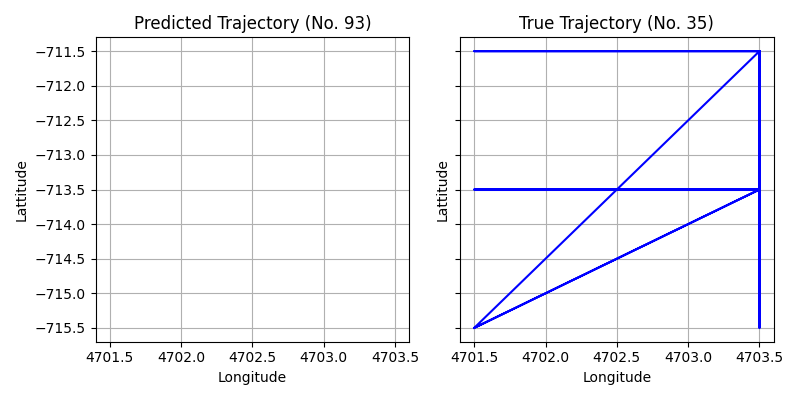 Predicted Trajectory (No. 93)
True Trajectory (No. 35)
Lattitude
−711.5
−712.0
−712.5
−713.0
−713.5
−714.0
−714.5
−715.0
−715.5
4701.5 4702.0 4702.5 4703.0 4703.5
Longitude
Lattitude
4701.5 4702.0 4702.5 4703.0 4703.5
Longitude